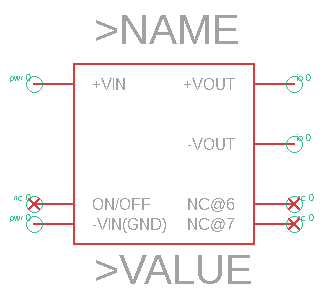 >NAME
pwr 0
+VIN
+VOUT
io 0
-VOUT
io 0
nc 0
ON/OFF
NC@6
nc 0
pwr 0
-VIN(GND)
NC@7
nc 0
>VALUE